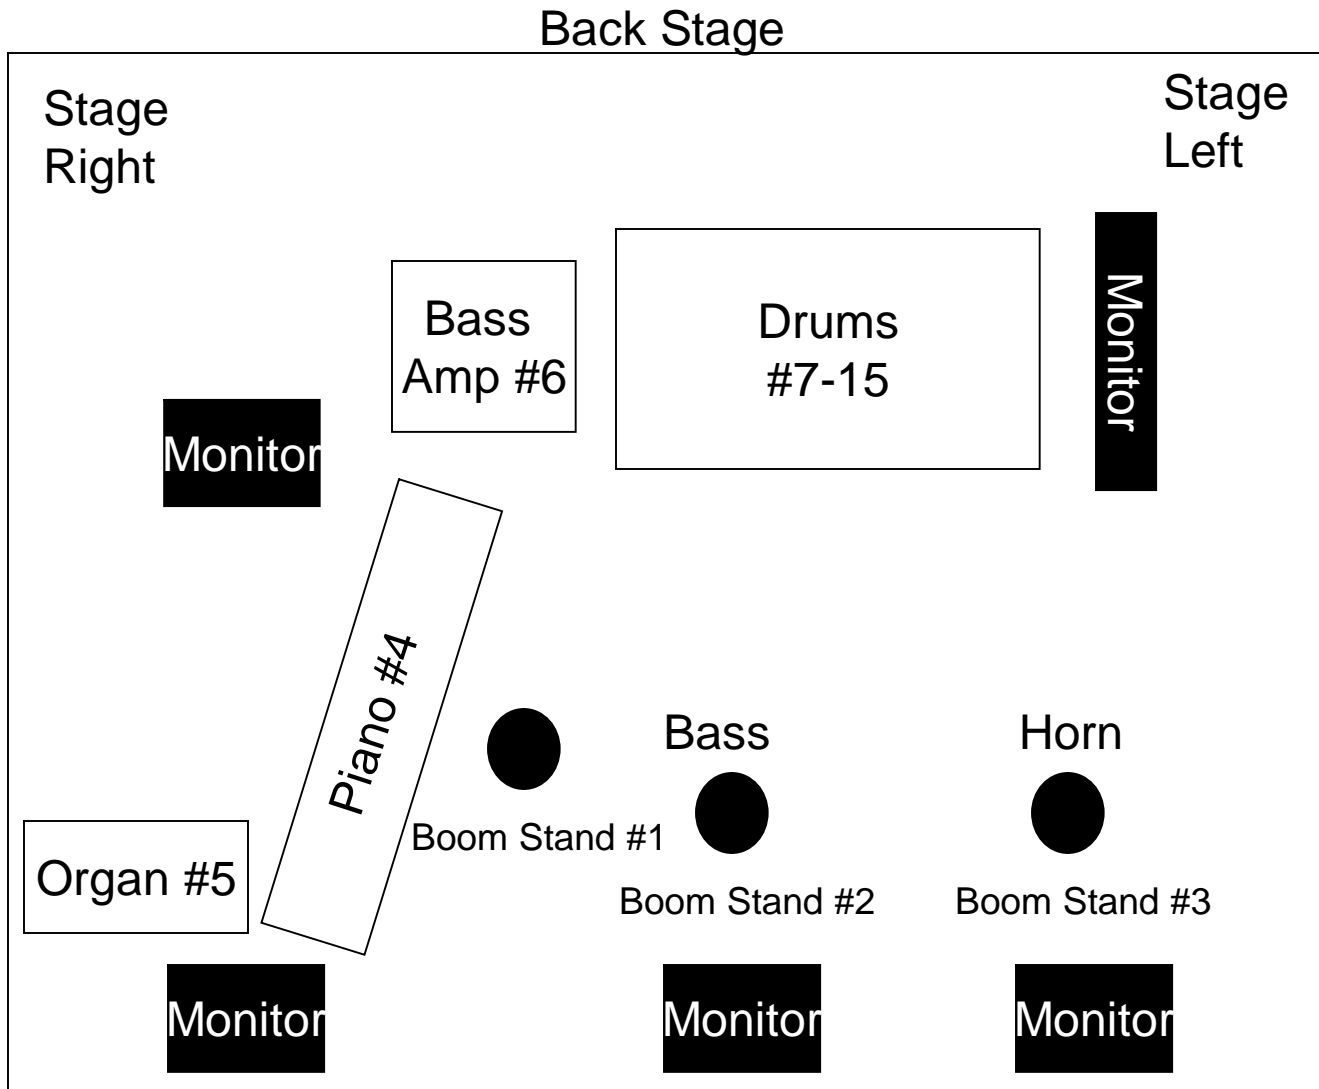 Back Stage
Stage
Right
Stage
Left
Bass
Amp #6
Drums
#7-15
Monitor
Monitor
Piano #4
Bass
Horn
Boom Stand #1
Organ #5
Boom Stand #2
Boom Stand #3
Monitor
Monitor
Monitor